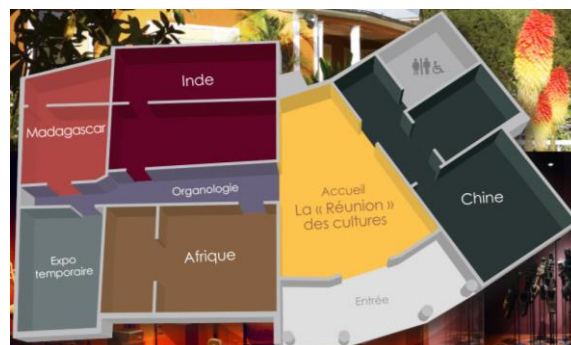 Inde
Madagascar
Organologie
Accueil
La « Réunion »
des cultures
Chine
Expo
temporaire
Afrique
Entrée